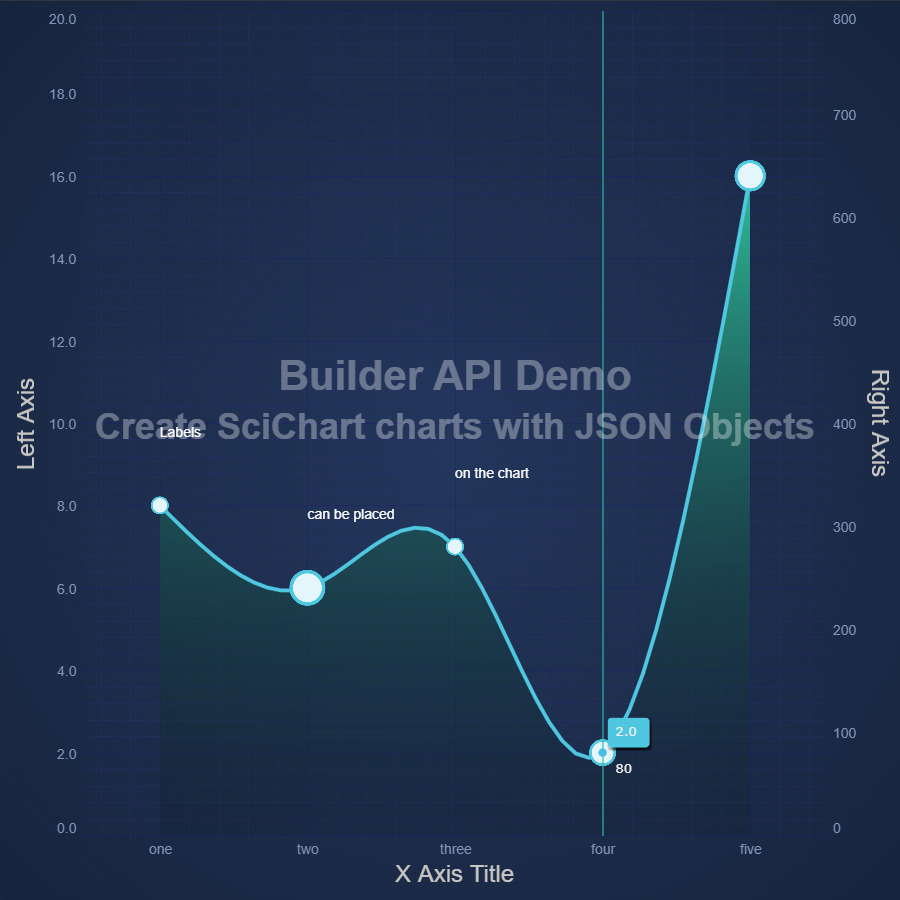 20.0
18.0
16.0
14.0
12.0
10.0
8.0
6.0
4.0
2.0
0.0
Left Axis
Builder API Demo
Create SciChart charts with JSON Objects
Labels
can be placed
on the chart
2.0
80
800
700
600
500
400
300
200
100
0
Right Axis
one
two
three
four
five
X Axis Title